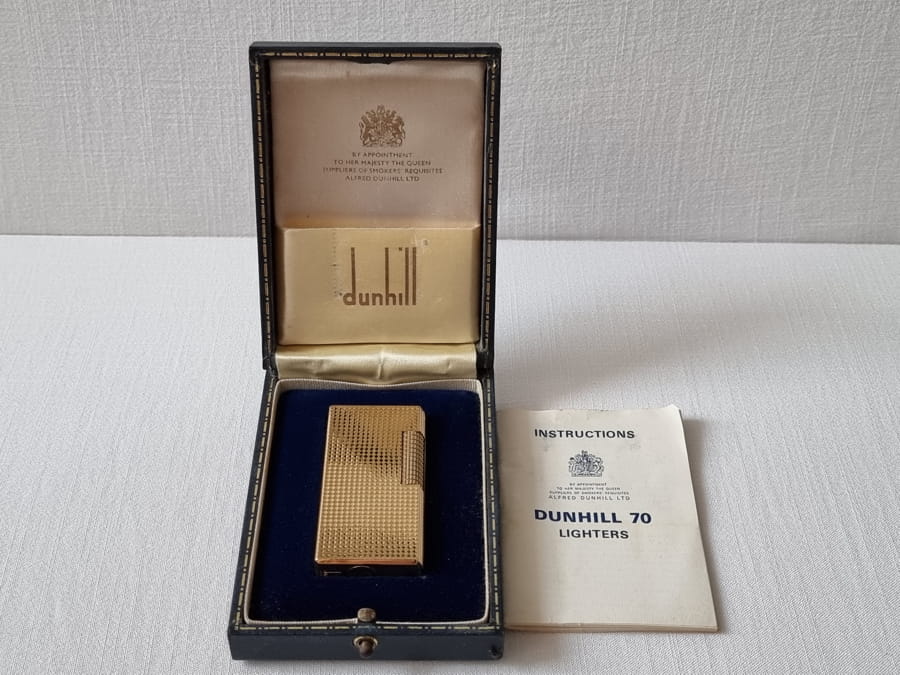 BY APPOINTMENT
TO HER MAJESTY THE QUEEN
SUPPLIERS OF SMOKERS' REQUISITES
ALFRED DUNHILL LTD
dunhill
INSTRUCTIONS
BY APPOINTMENT
TO HER MAJESTY THE QUEEN
SUPPLIERS OF SMOKERS' REQUISITES
ALFRED DUNHILL LTD
DUNHILL 70
LIGHTERS